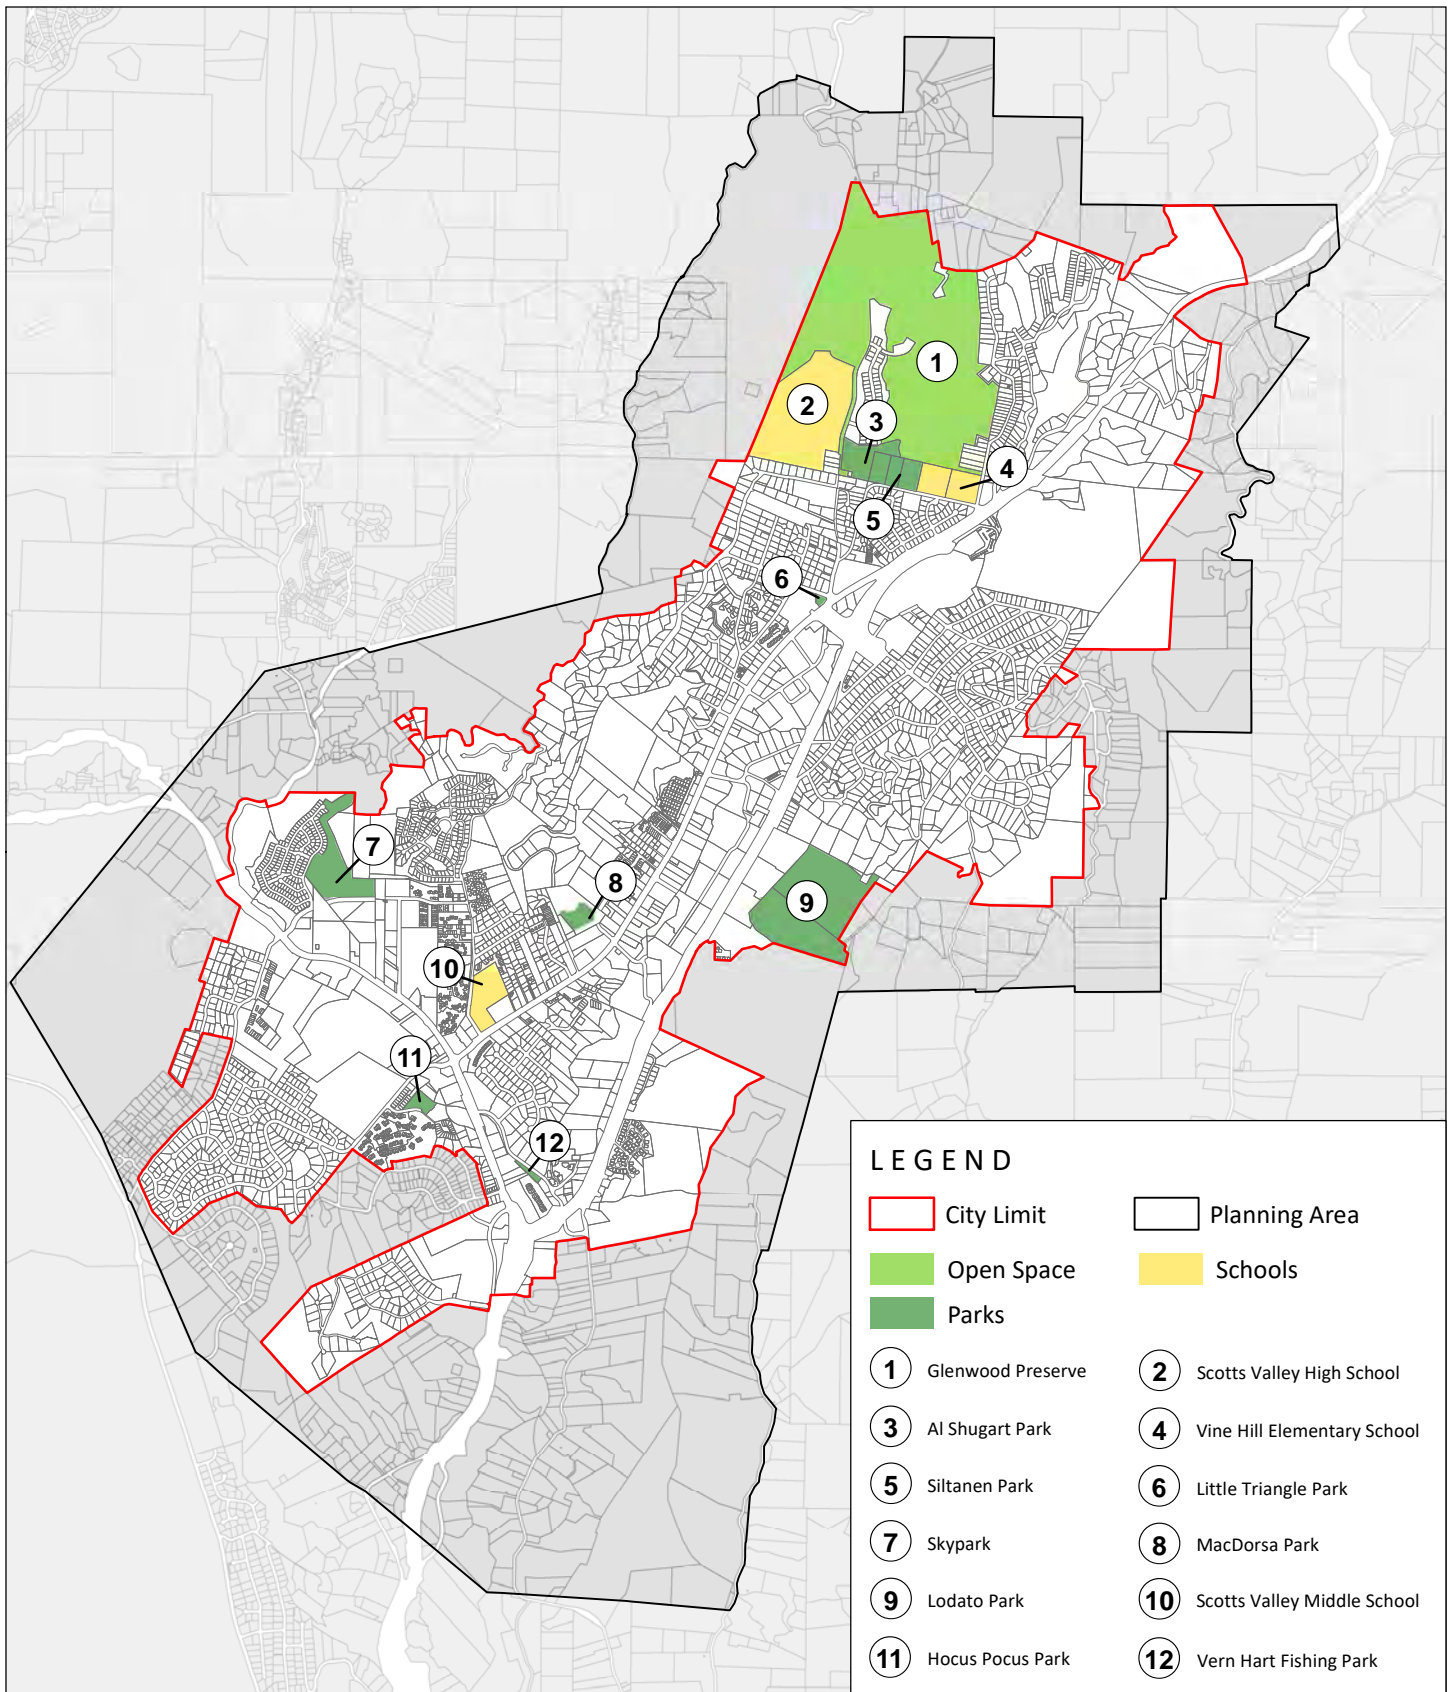 1
2
3
4
5
6
7
8
9
10
11
12
L E G E N D
City Limit Planning Area
Open Space Schools
Parks
1 Glenwood Preserve 2 Scotts Valley High School
3 Al Shugart Park 4 Vine Hill Elementary School
5 Siltanen Park 6 Little Triangle Park
7 Skypark 8 MacDorsa Park
9 Lodato Park 10 Scotts Valley Middle School
11 Hocus Pocus Park 12 Vern Hart Fishing Park